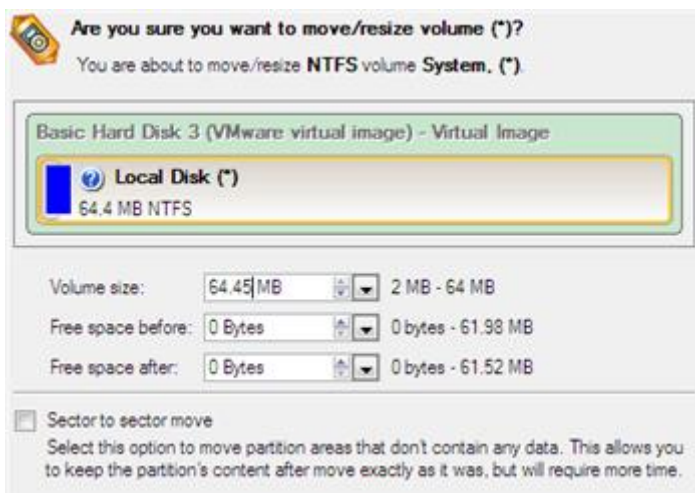 Are you sure you want to move/resize volume (*)?
You are about to move/resize NTFS volume System, (*).
Basic Hard Disk 3 (VMware virtual image) - Virtual Image
Local Disk (*)
64,4 MB NTFS
Volume size: 64.45 MB 2 MB - 64 MB
Free space before: 0 Bytes 0 bytes - 61.98 MB
Free space after: 0 Bytes 0 bytes - 61.52 MB
Sector to sector move
Select this option to move partition areas that don't contain any data. This allows you
to keep the partition's content after move exactly as it was, but will require more time.